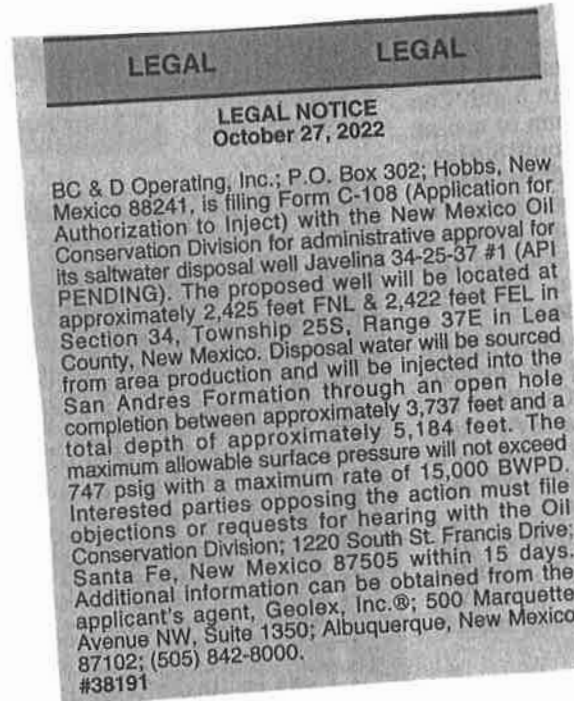 LEGAL LEGAL
LEGAL NOTICE
October 27, 2022
BC & D Operating, Inc.; P.O. Box 302; Hobbs, New
Mexico 88241, is filing Form C-108 (Application for
Authorization to Inject) with the New Mexico Oil
Conservation Division for administrative approval for
its saltwater disposal well Javelina 34-25-37 #1 (API
PENDING). The proposed well will be located at
approximately 2,425 feet FNL & 2,422 feet FEL in
Section 34, Township 25S, Range 37E in Lea
County, New Mexico. Disposal water will be sourced
from area production and will be injected into the
San Andres Formation through an open hole
completion between approximately 3,737 feet and a
total depth of approximately 5,184 feet. The
maximum allowable surface pressure will not exceed
747 psig with a maximum rate of 15,000 BWPD.
Interested parties opposing the action must file
objections or requests for hearing with the Oil
Conservation Division; 1220 South St. Francis Drive;
Santa Fe, New Mexico 87505 within 15 days.
Additional information can be obtained from the
applicant's agent, Geolex, Inc.®; 500 Marquette
Avenue NW, Suite 1350; Albuquerque, New Mexico
87102; (505) 842-8000.
#38191